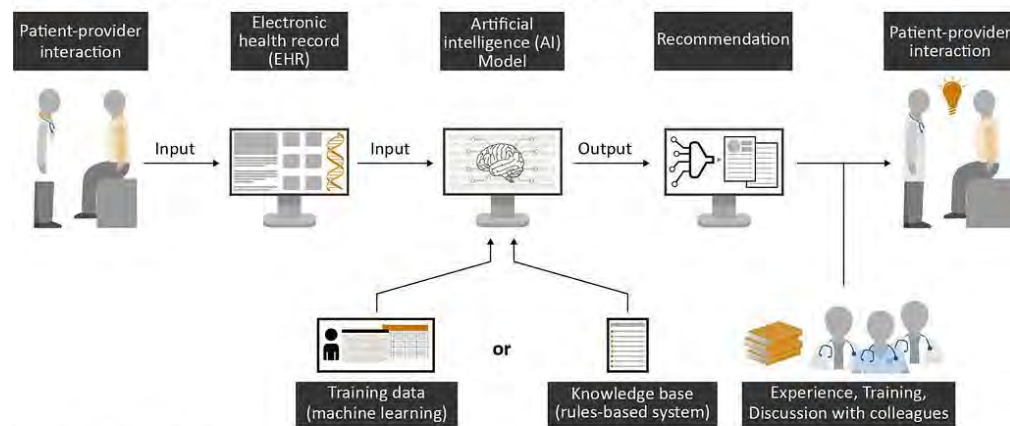 Patient-provider
interaction
Electronic
health record
(EHR)
Artificial
intelligence (AI)
Model
Recommendation
Patient-provider
interaction
Input
Input
Output
or
Training data
(machine learning)
Knowledge base
(rules-based system)
Experience, Training,
Discussion with colleagues